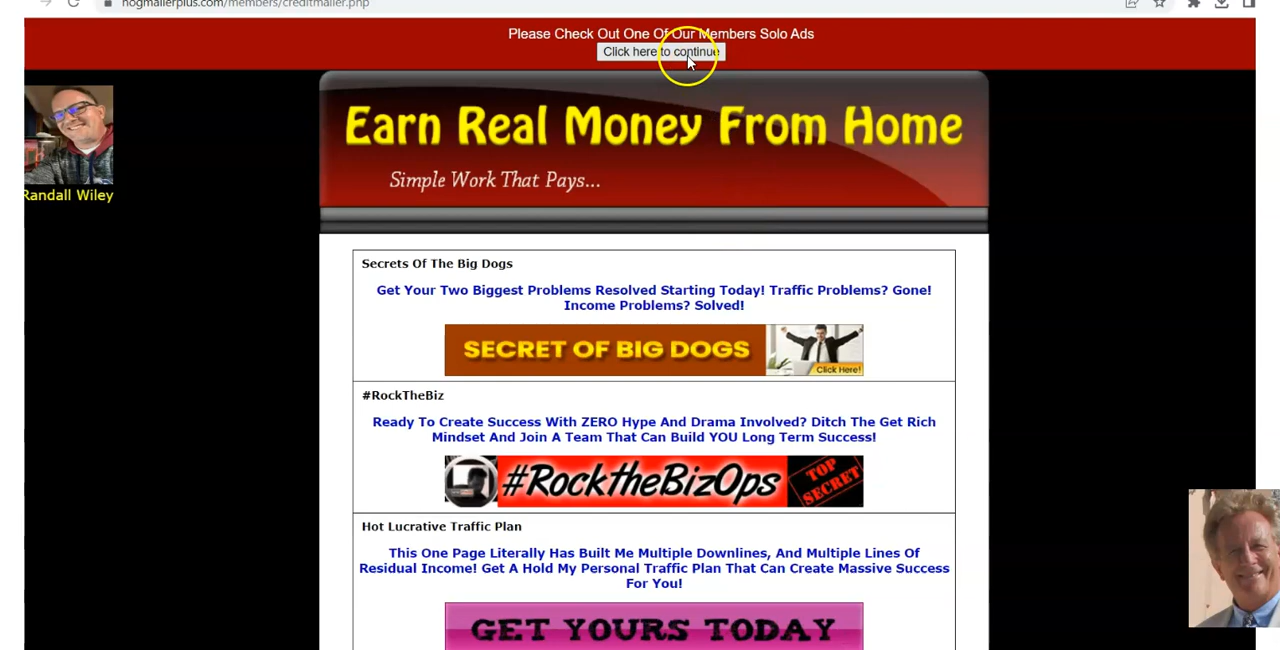 hogmailerplus.com/members/creditmailer.php
Please Check Out One Of Our Members Solo Ads
Click here to continue
Randall Wiley
Earn Real Money From Home
Simple Work That Pays...
Secrets Of The Big Dogs
Get Your Two Biggest Problems Resolved Starting Today! Traffic Problems? Gone!
Income Problems? Solved!
SECRET OF BIG DOGS
Click Here!
#RockTheBiz
Ready To Create Success With ZERO Hype And Drama Involved? Ditch The Get Rich
Mindset And Join A Team That Can Build YOU Long Term Success!
#RocktheBizOps
TOP
SECRET
Hot Lucrative Traffic Plan
This One Page Literally Has Built Me Multiple Downlines, And Multiple Lines Of
Residual Income! Get A Hold My Personal Traffic Plan That Can Create Massive Success
For You!
GET YOURS TODAY